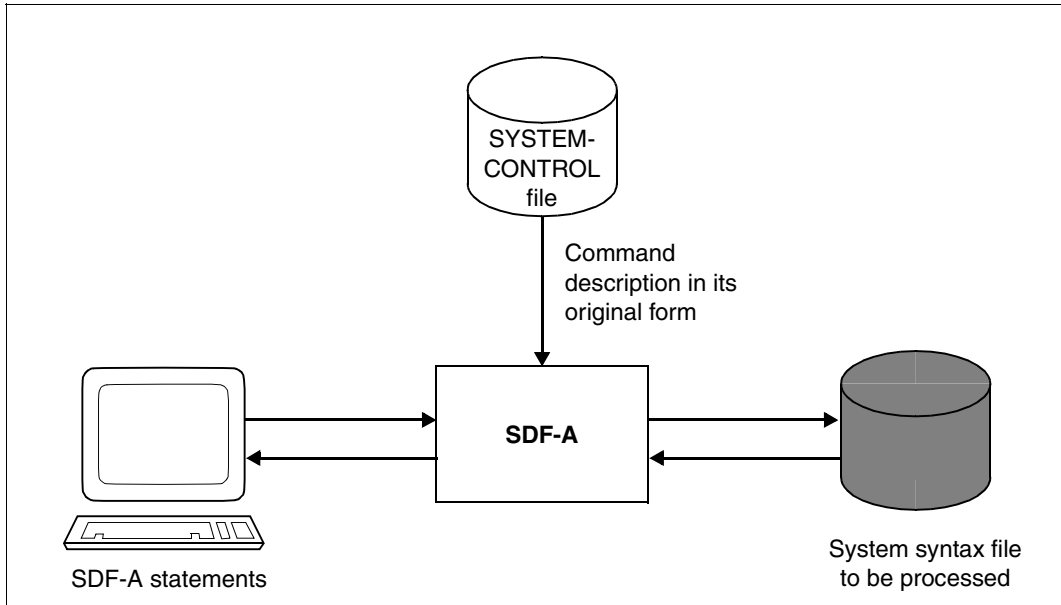 SYSTEM-
CONTROL
file
Command
description in its
original form
SDF-A
SDF-A statements
System syntax file
to be processed